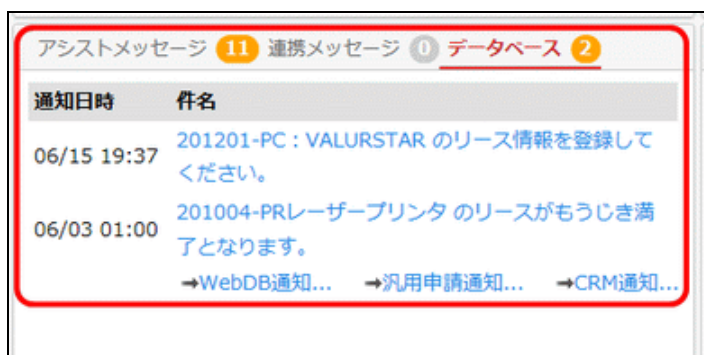 アシストメッセージ 11 連携メッセージ 0 データベース 2
通知日時 件名
06/15 19:37 201201-PC：VALURSTAR のリース情報を登録して
ください。
06/03 01:00 201004-PRレーザープリンタ のリースがもうじき満
了となります。
➞WebDB通知... ➞汎用申請通知... ➞CRM通知...